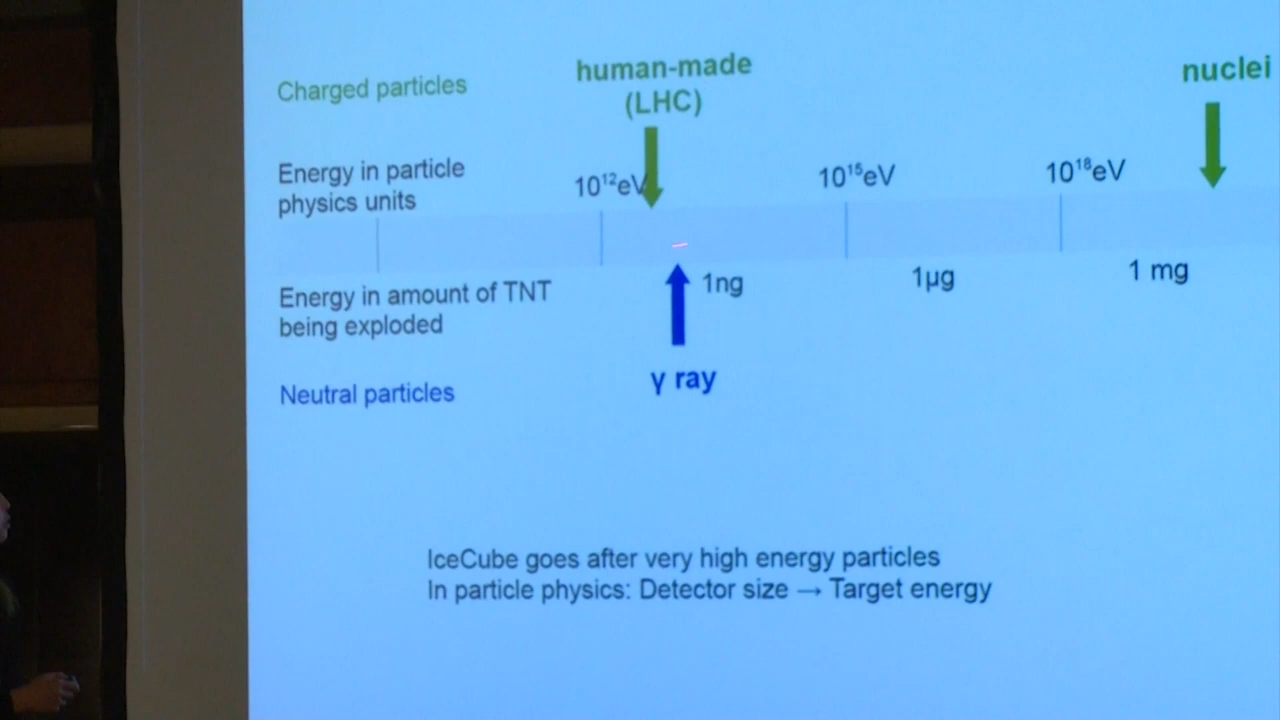 Charged particles
human-made
(LHC)
nuclei
Energy in particle
physics units
10¹²eV
10¹⁵eV
10¹⁸eV
Energy in amount of TNT
being exploded
1ng
1µg
1 mg
Neutral particles
γ ray
IceCube goes after very high energy particles
In particle physics: Detector size → Target energy